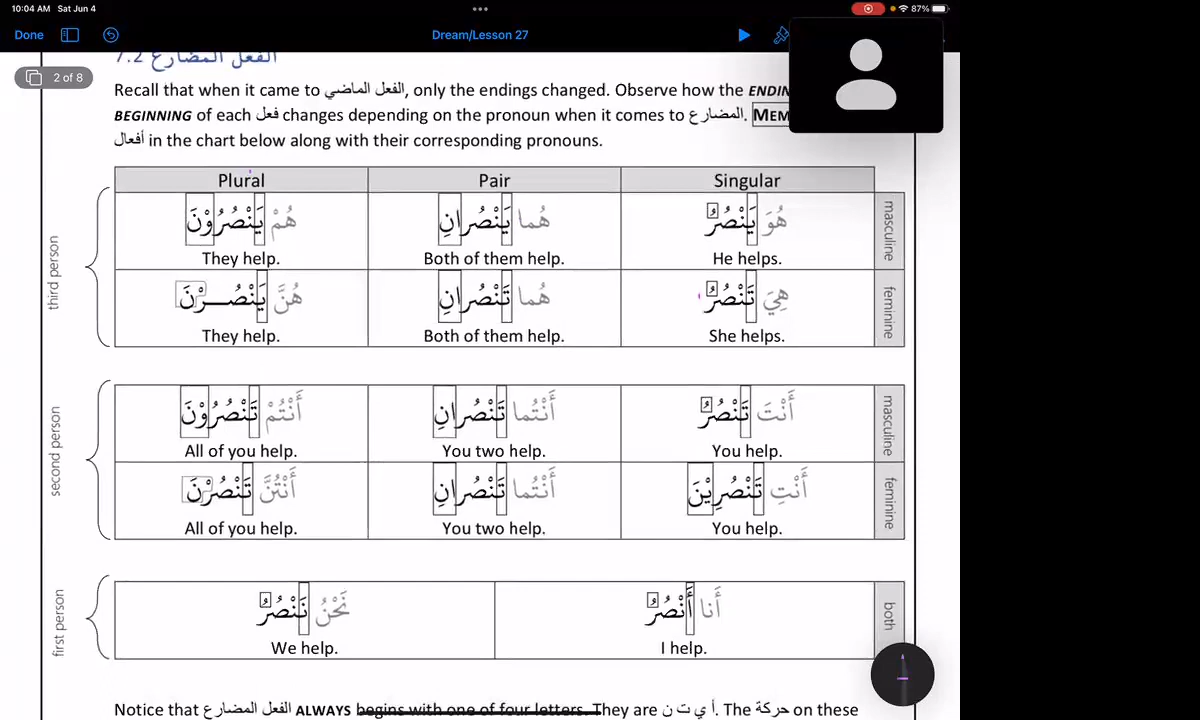 10:04 AM Sat Jun 4
87%
Done
Dream/Lesson 27
7.2 الفعل المضارع
2 of 8
Recall that when it came to الفعل الماضي, only the endings changed. Observe how the
BEGINNING of each فعل changes depending on the pronoun when it comes to المضارع.
أفعال in the chart below along with their corresponding pronouns.
Plural Pair Singular
third person
masculine
هُوَ يَنْصُرُ
He helps.
هُما يَنْصُرانِ
Both of them help.
هُمْ يَنْصُرُوْنَ
They help.
feminine
هِيَ تَنْصُرُ
She helps.
هُما تَنْصُرانِ
Both of them help.
هُنَّ يَنْصُـــرْنَ
They help.
second person
masculine
أَنْتَ تَنْصُرُ
You help.
أَنْتُما تَنْصُرانِ
You two help.
أَنْتُمْ تَنْصُرُوْنَ
All of you help.
feminine
أَنْتِ تَنْصُرِيْنَ
You help.
أَنْتُما تَنْصُرانِ
You two help.
أَنْتُنَّ تَنْصُرْنَ
All of you help.
first person
both
أَنا أَنْصُرُ
I help.
نَحْنُ نَنْصُرُ
We help.
Notice that الفعل المضارع ALWAYS begins with one of four letters. They are أ ي ت ن. The حركة on these